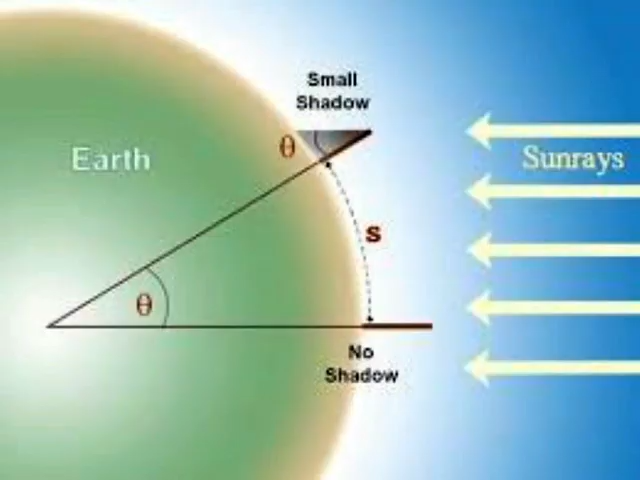 Small
Shadow
θ
Earth
Sunrays
S
θ
No
Shadow